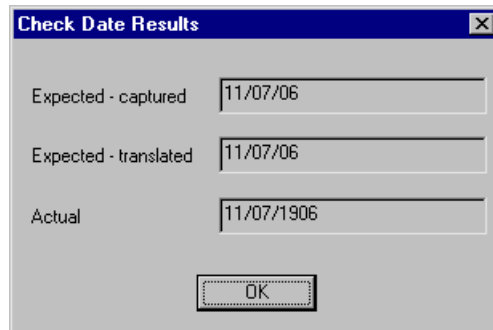 Check Date Results
Expected - captured 11/07/06
Expected - translated 11/07/06
Actual 11/07/1906
OK